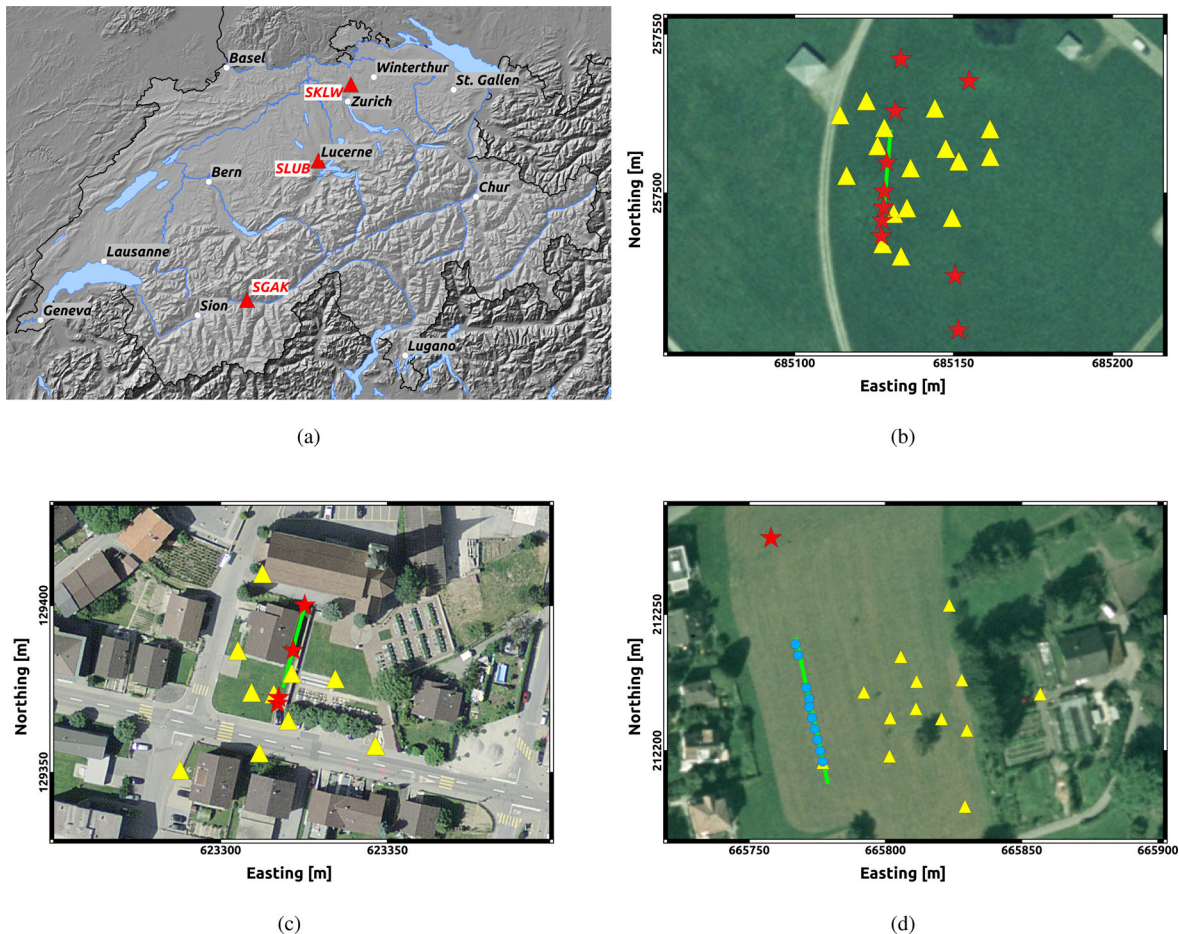 Basel
Winterthur
St. Gallen
SKLW
Zurich
SLUB
Lucerne
Bern
Chur
Lausanne
SGAK
Sion
Geneva
Lugano
(a)
257550
257500
Northing [m]
685100
685150
685200
Easting [m]
(b)
129400
129350
Northing [m]
623300
623350
Easting [m]
(c)
212250
212200
Northing [m]
665750
665800
665850
665900
Easting [m]
(d)